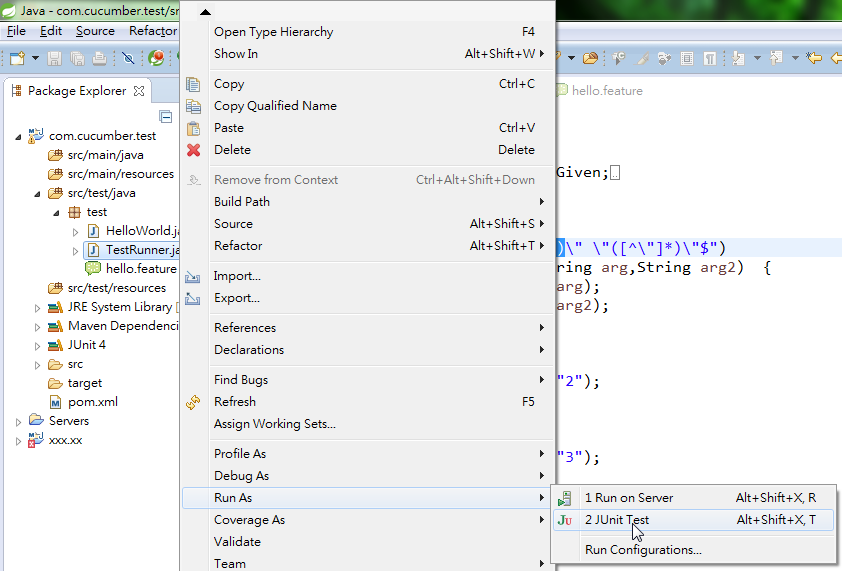 Java - com.cucumber.test/sr
File Edit Source Refactor
Package Explorer
com.cucumber.test
src/main/java
src/main/resources
src/test/java
test
HelloWorld.ja
TestRunner.ja
hello.feature
src/test/resources
JRE System Library [
Maven Dependenci
JUnit 4
src
target
pom.xml
Servers
xxx.xx
Open Type Hierarchy F4
Show In Alt+Shift+W
Copy Ctrl+C
Copy Qualified Name
Paste Ctrl+V
Delete Delete
Remove from Context Ctrl+Alt+Shift+Down
Build Path
Source Alt+Shift+S
Refactor Alt+Shift+T
Import...
Export...
References
Declarations
Find Bugs
Refresh F5
Assign Working Sets...
Profile As
Debug As
Run As
Coverage As
Validate
Team
1 Run on Server Alt+Shift+X, R
2 JUnit Test Alt+Shift+X, T
Run Configurations...
hello.feature
Given;
)\" \"([^\"]*)\"$")
ring arg,String arg2) {
arg);
arg2);
"2");
"3");